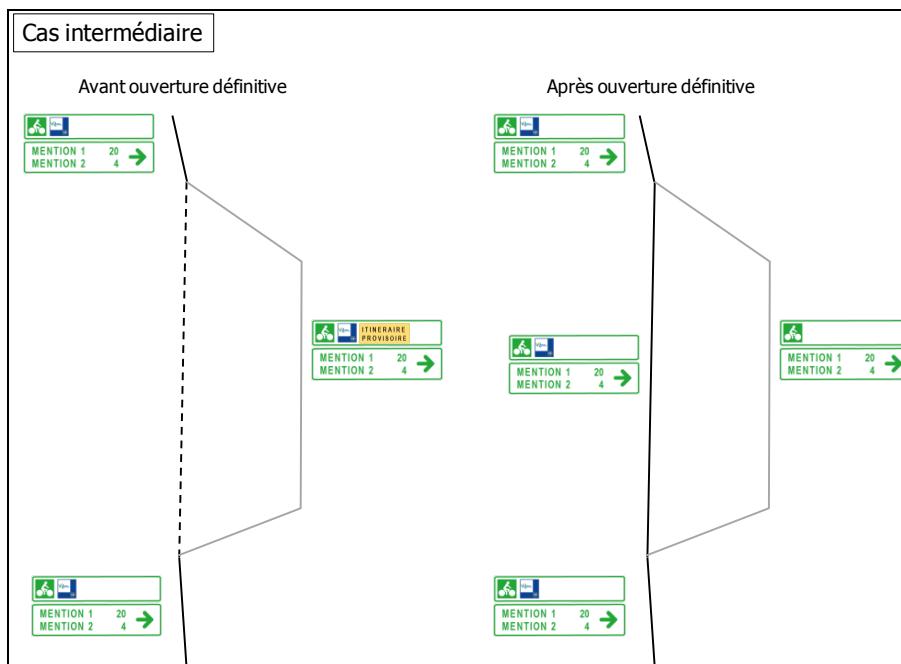 Cas intermédiaire
Avant ouverture définitive
MENTION 1 20
MENTION 2 4
ITINERAIRE
PROVISOIRE
MENTION 1 20
MENTION 2 4
MENTION 1 20
MENTION 2 4
Après ouverture définitive
MENTION 1 20
MENTION 2 4
MENTION 1 20
MENTION 2 4
MENTION 1 20
MENTION 2 4
MENTION 1 20
MENTION 2 4